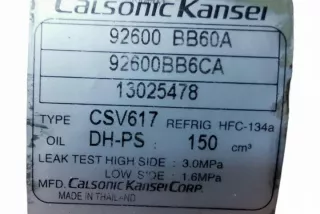 Calsonic Kansei
92600 BB60A
92600BB6CA
13025478
TYPE CSV617 REFRIG HFC-134a
OIL DH-PS : 150 cm³
LEAK TEST HIGH SIDE : 3.0MPa
LOW SIDE : 1.6MPa
MFD. Calsonic Kansei CORP.
MADE IN THAILAND